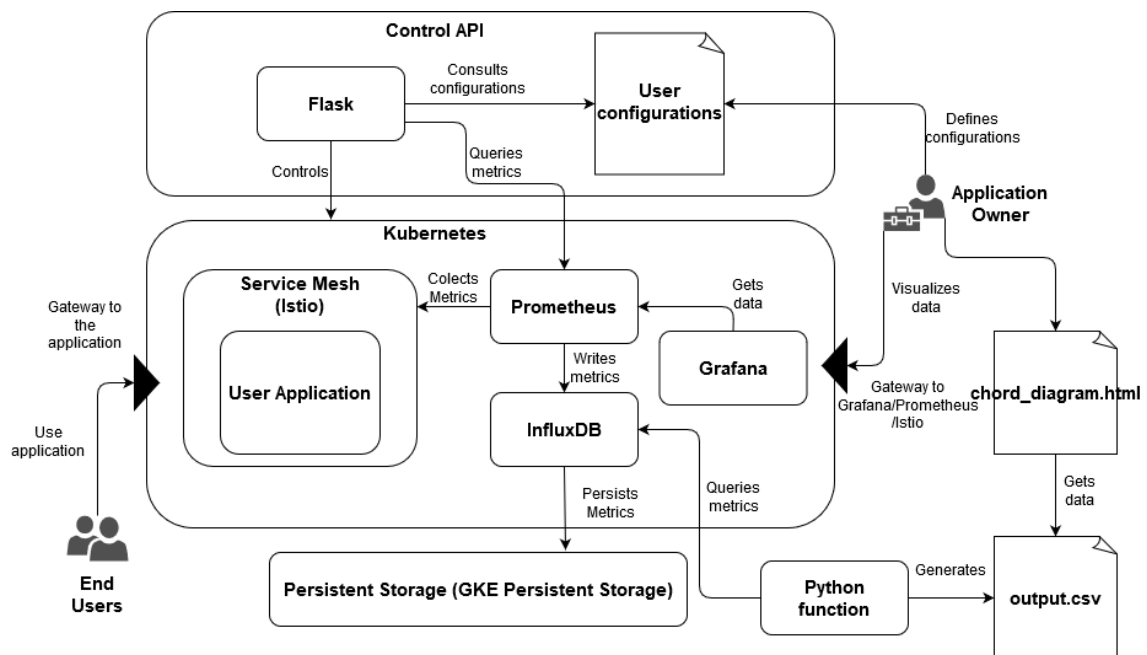 Control API
Flask
Consults
configurations
User
configurations
Defines
configurations
Controls
Queries
metrics
Application
Owner
Kubernetes
Service Mesh
(Istio)
Colects
Metrics
Prometheus
Gets
data
Visualizes
data
Gateway to
the
application
User Application
Writes
metrics
Grafana
Gateway to
Grafana/Prometheus
/Istio
chord_diagram.html
InfluxDB
Use
application
Persists
Metrics
Queries
metrics
Gets
data
End
Users
Persistent Storage (GKE Persistent Storage)
Python
function
Generates
output.csv